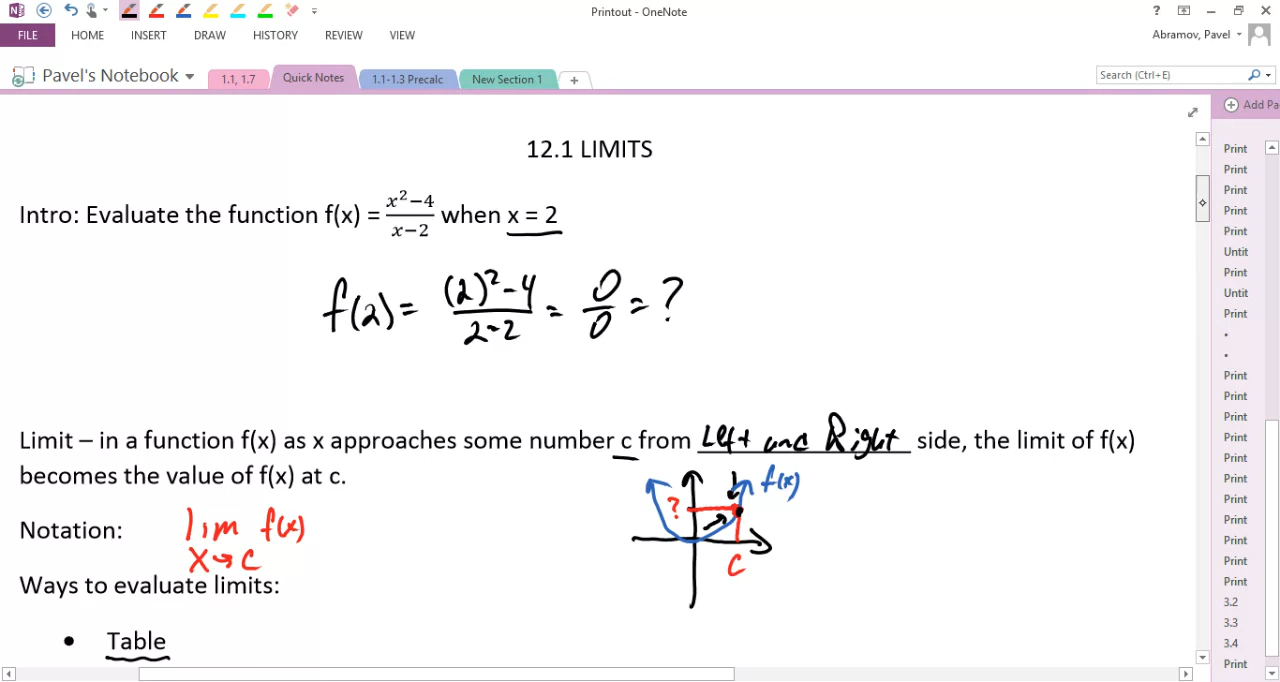 Printout - OneNote
?
FILE HOME INSERT DRAW HISTORY REVIEW VIEW
Abramov, Pavel
Pavel's Notebook
1.1, 1.7
Quick Notes
1.1-1.3 Precalc
New Section 1
+
Search (Ctrl+E)
Add Pa
12.1 LIMITS
Intro: Evaluate the function f(x) = x²−4 / x−2 when x = 2
f(2) = (2)²-4 / 2-2 = 0/0 = ?
Limit – in a function f(x) as x approaches some number c from Left and Right side, the limit of f(x)
becomes the value of f(x) at c.
f(x)
?
C
Notation: lim f(x)
x→c
Ways to evaluate limits:
• Table
Print
Print
Print
Print
Print
Untit
Print
Untit
Print
.
.
Print
Print
Print
Print
Print
Print
Print
Print
Print
Print
Print
3.2
3.3
3.4
Print